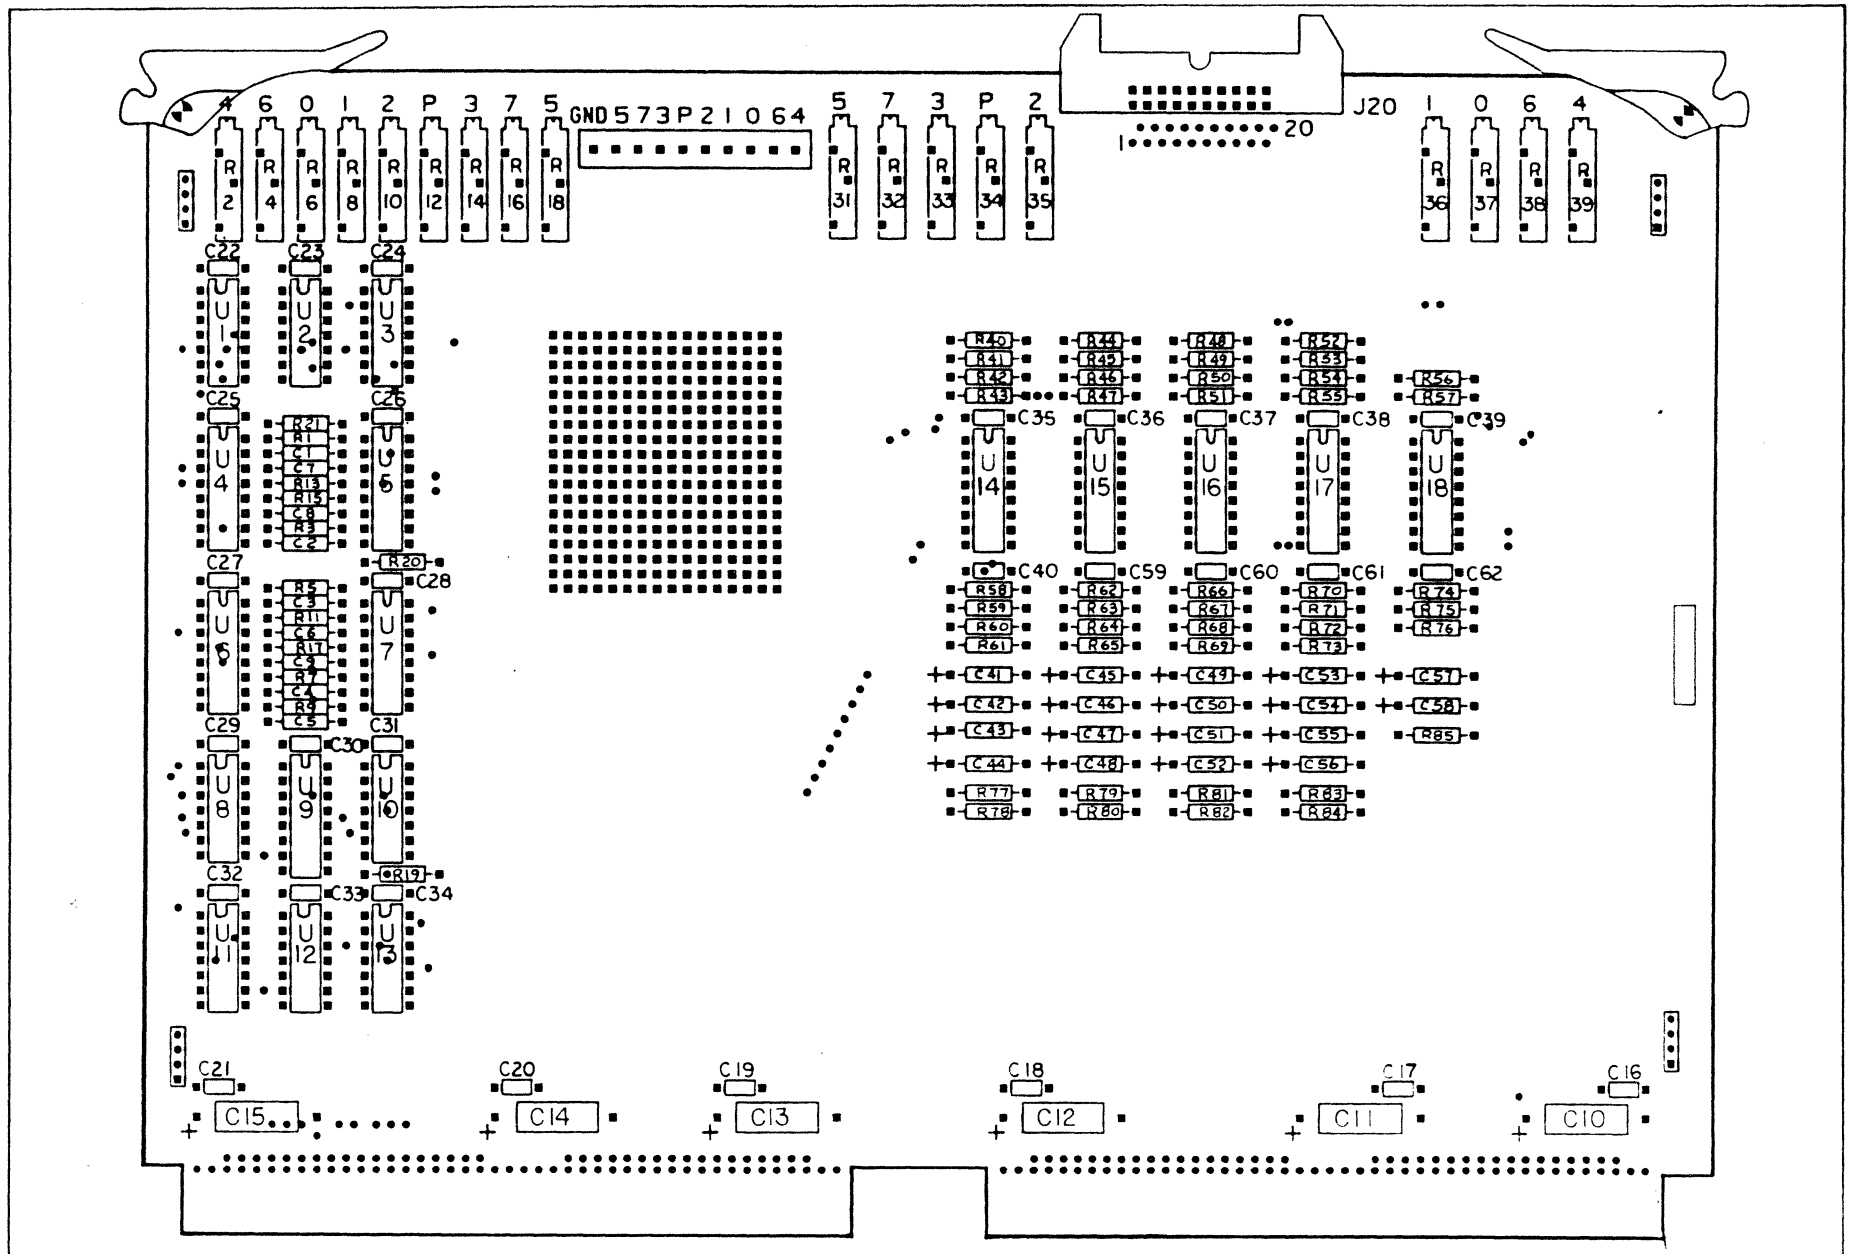 4 6 0 1 2 P 3 7 5
GND 5 7 3 P 2 1 0 6 4
5 7 3 P 2
J20
1 0 6 4
20
1
R 2
R 4
R 6
R 8
R 10
R 12
R 14
R 16
R 18
R 31
R 32
R 33
R 34
R 35
R 36
R 37
R 38
R 39
C22 C23 C24
U 1
U 2
U 3
C25 C26
U 4
R21
R1
C1
C7
R13
R15
C8
R3
C2
U 5
R20
C27 C28
U 6
R5
C3
R11
C6
R17
C9
R7
C4
R9
C5
U 7
C29 C30 C31
U 8
U 9
U 10
R19
C32 C33 C34
U 11
U 12
U 13
R40 R44 R48 R52
R41 R45 R49 R53
R42 R46 R50 R54 R56
R43 R47 R51 R55 R57
C35 C36 C37 C38 C39
U 14
U 15
U 16
U 17
U 18
C40 C59 C60 C61 C62
R58 R62 R66 R70 R74
R59 R63 R67 R71 R75
R60 R64 R68 R72 R76
R61 R65 R69 R73
+ C41 + C45 + C49 + C53 + C57
+ C42 + C46 + C50 + C54 + C58
+ C43 + C47 + C51 + C55 R85
+ C44 + C48 + C52 + C56
R77 R79 R81 R83
R78 R80 R82 R84
C21 C20 C19 C18 C17 C16
C15 C14 C13 C12 C11 C10
+ + + + + +